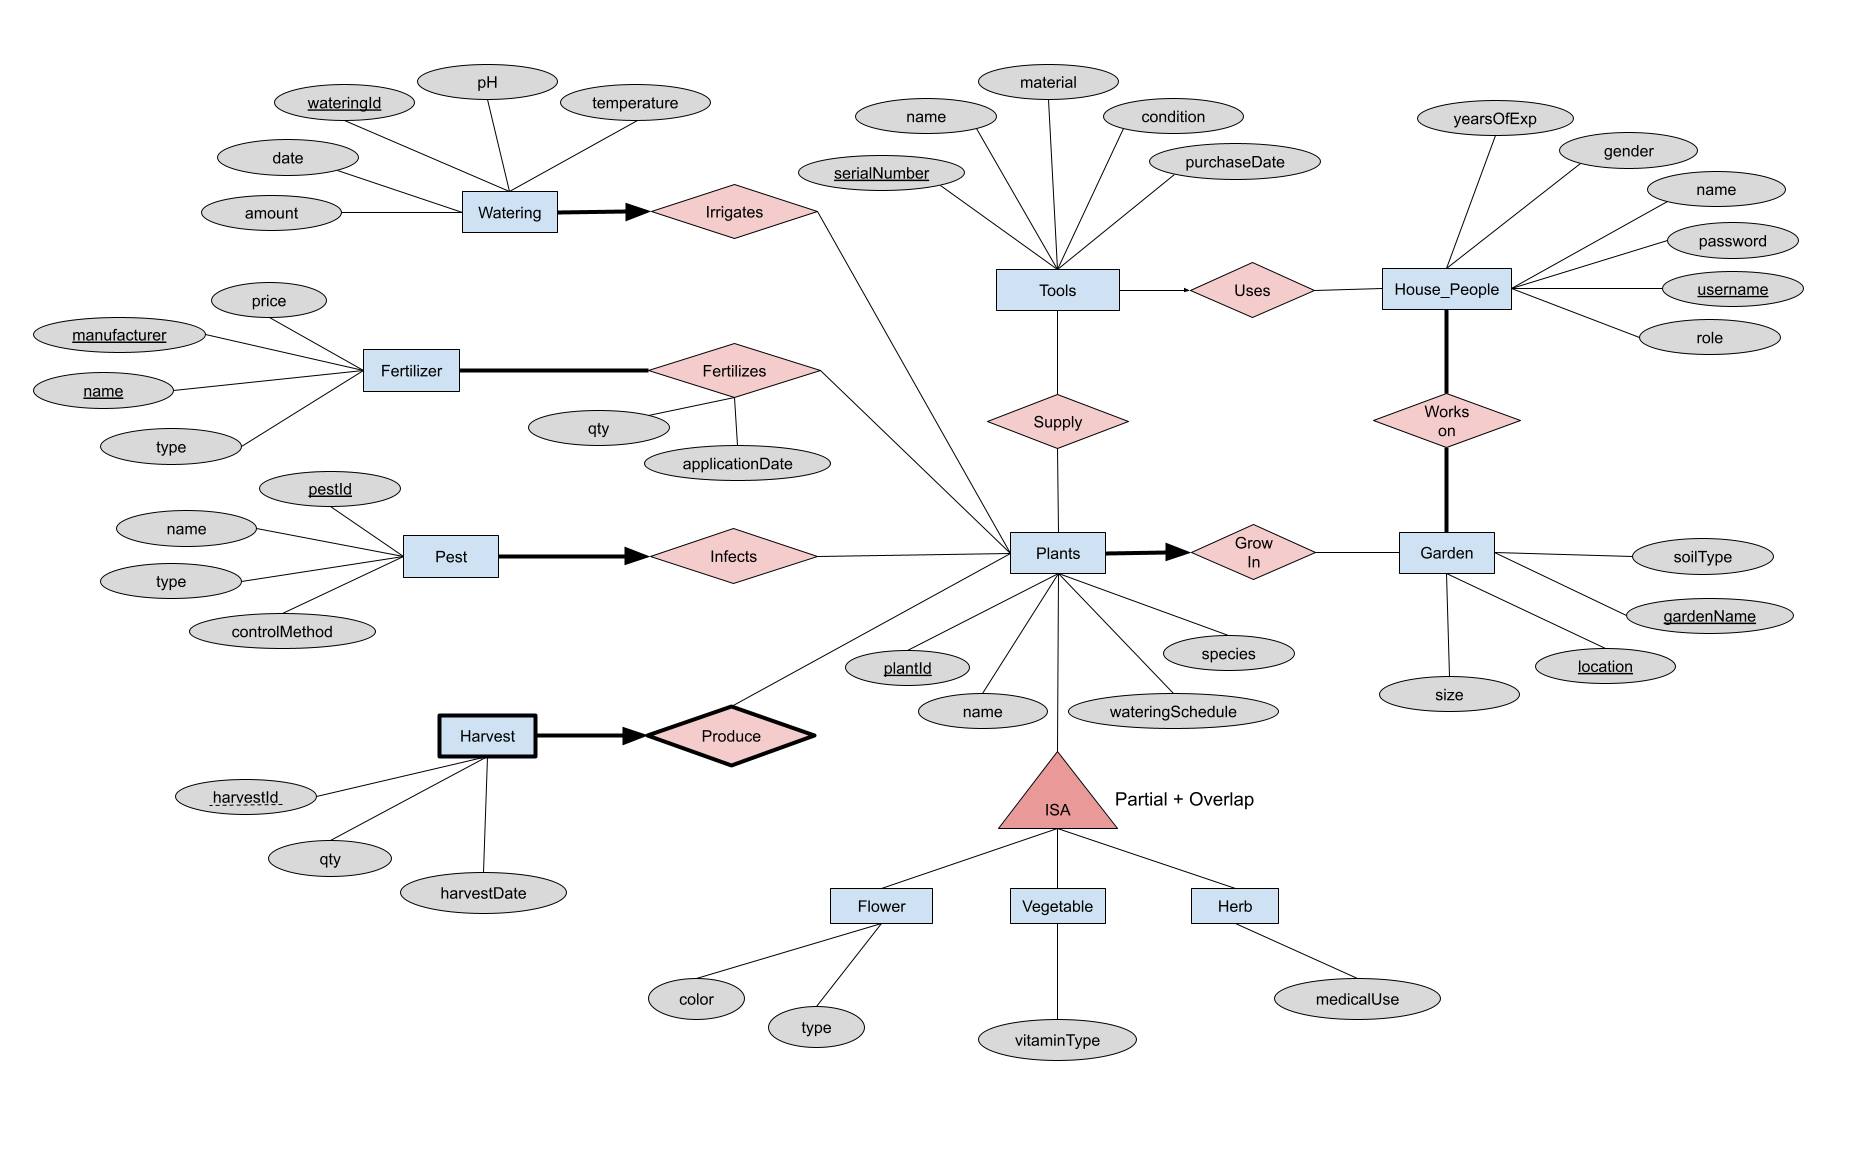 pH
material
wateringId
temperature
name
condition
yearsOfExp
gender
date
serialNumber
purchaseDate
name
amount
Watering
Irrigates
password
Tools
Uses
House_People
username
price
manufacturer
role
Fertilizer
Fertilizes
name
qty
Supply
Works
on
type
applicationDate
pestId
name
Pest
Infects
Plants
Grow
In
Garden
soilType
type
controlMethod
gardenName
species
plantId
location
name
wateringSchedule
size
Harvest
Produce
harvestId
ISA
Partial + Overlap
qty
harvestDate
Flower
Vegetable
Herb
color
type
medicalUse
vitaminType